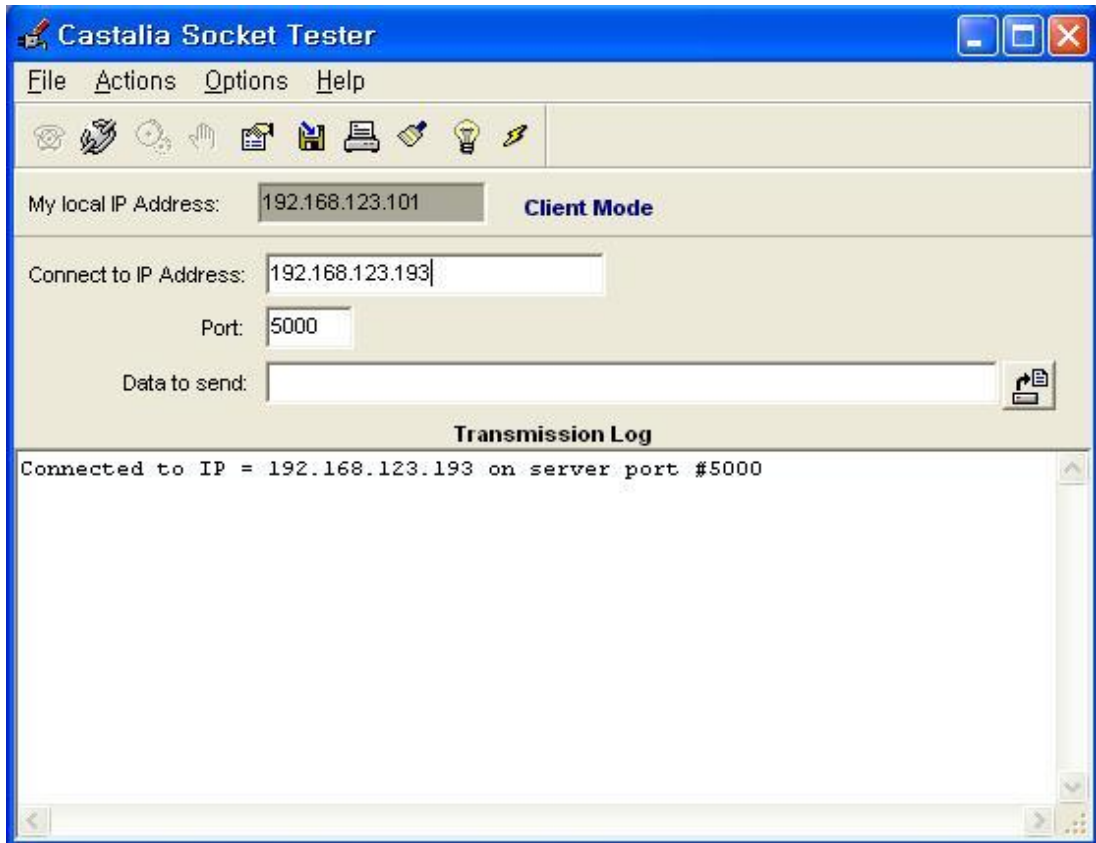 Castalia Socket Tester
File Actions Options Help
My local IP Address: 192.168.123.101 Client Mode
Connect to IP Address: 192.168.123.193
Port: 5000
Data to send:
Transmission Log
Connected to IP = 192.168.123.193 on server port #5000